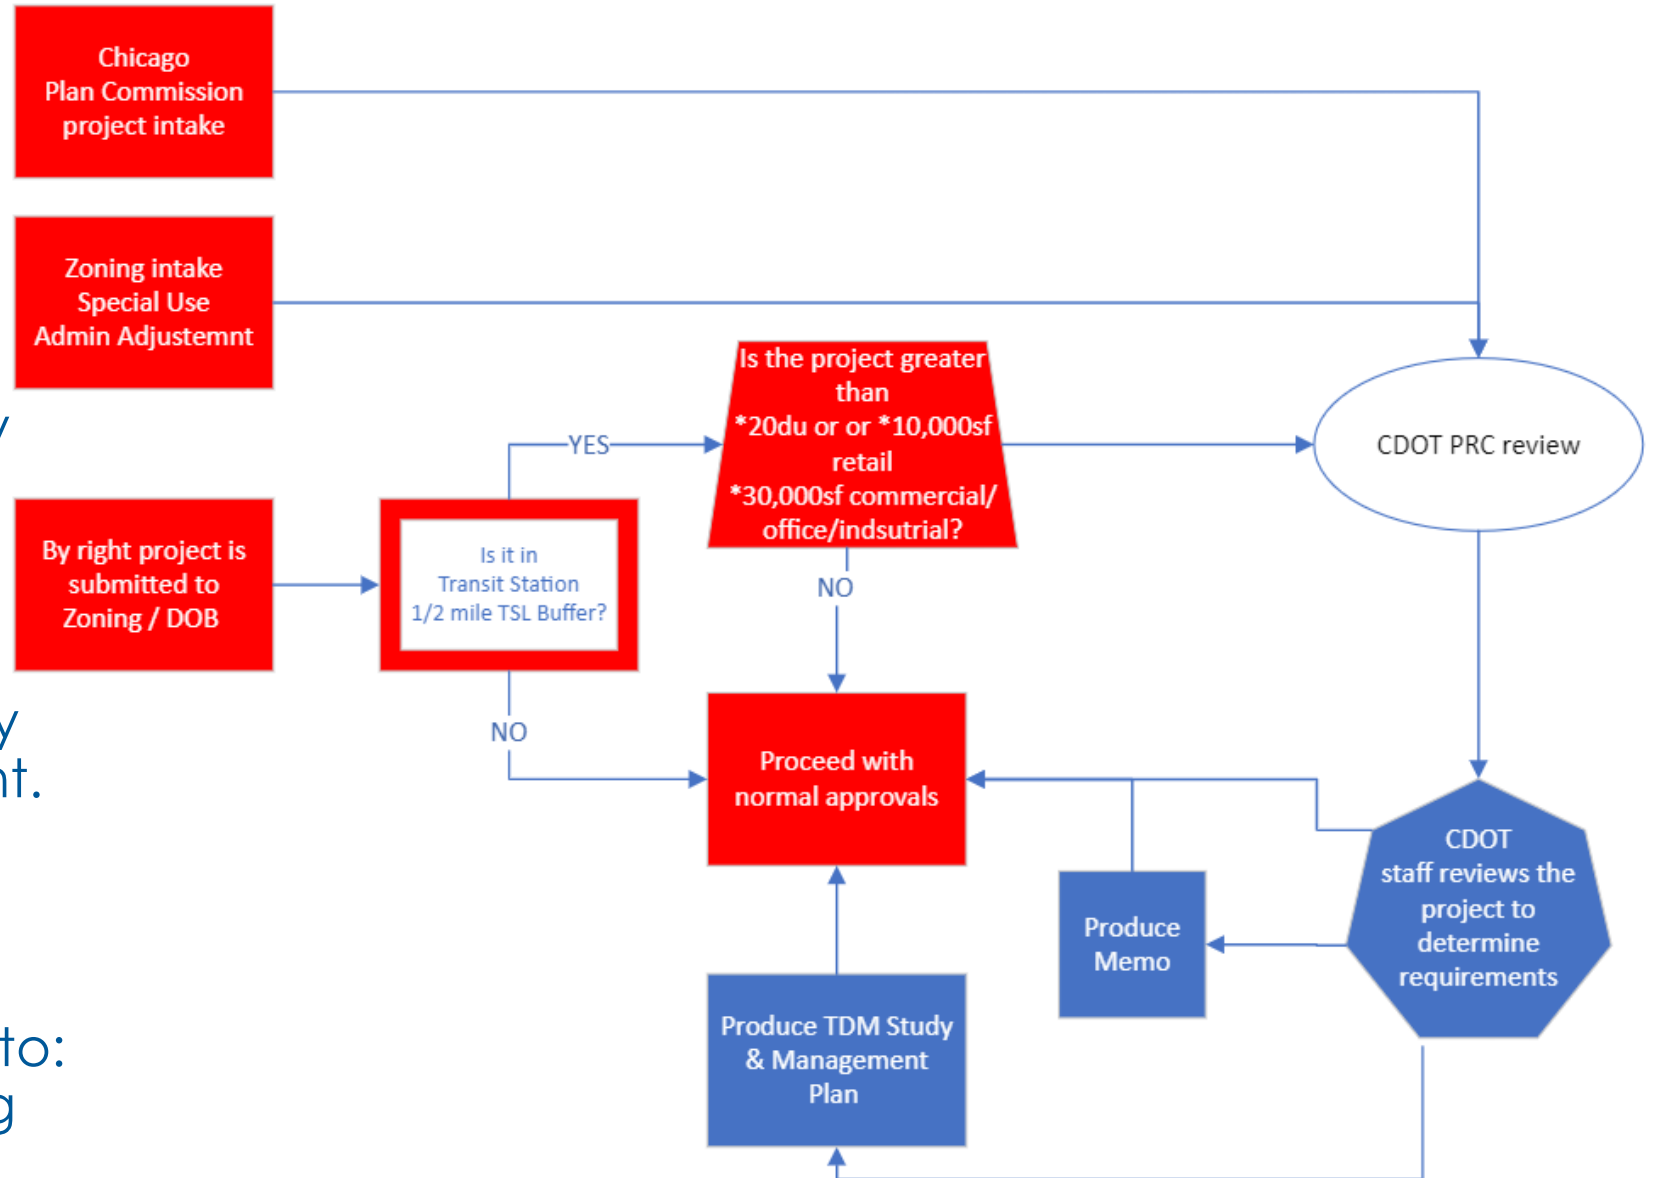 Chicago
Plan Commission
project intake
Zoning intake
Special Use
Admin Adjustemnt
y
By right project is
submitted to
Zoning / DOB
Is it in
Transit Station
1/2 mile TSL Buffer?
YES
NO
Is the project greater
than
*20du or or *10,000sf
retail
*30,000sf commercial/
office/indsutrial?
NO
CDOT PRC review
y
nt.
Proceed with
normal approvals
CDOT
staff reviews the
project to
determine
requirements
Produce
Memo
Produce TDM Study
& Management
Plan
to:
g